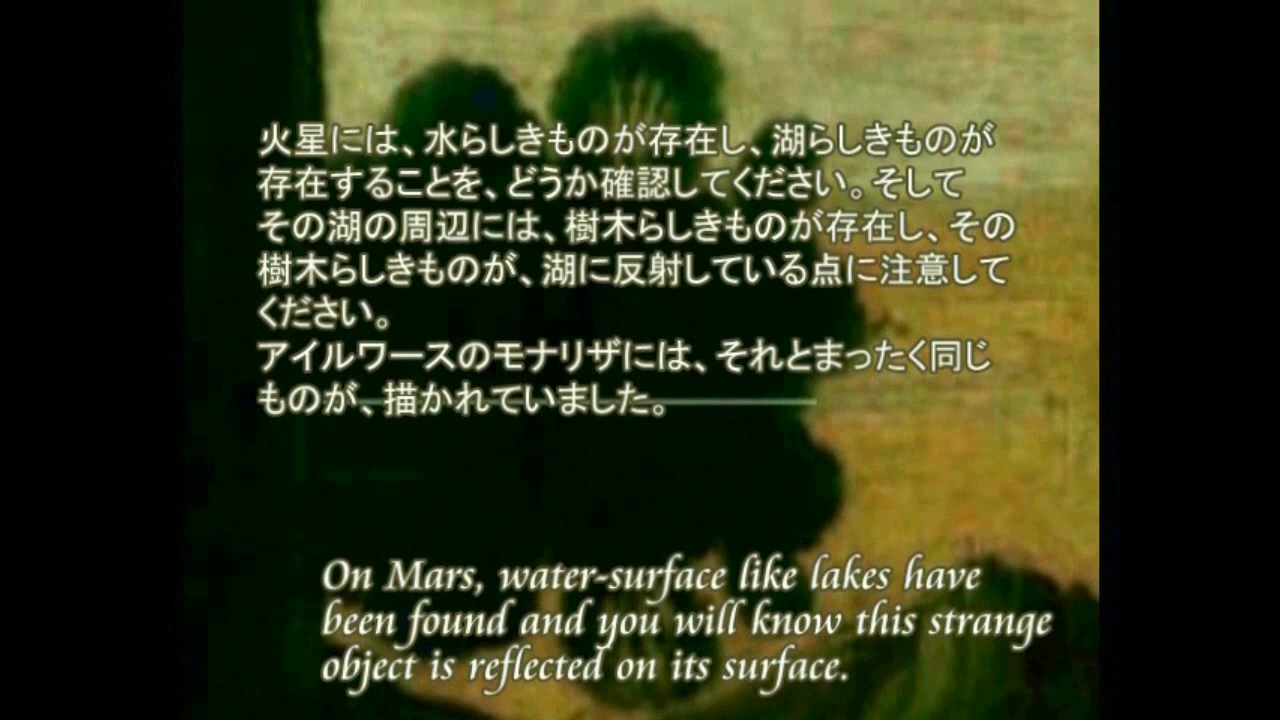 火星には、水らしきものが存在し、湖らしきものが
存在することを、どうか確認してください。そして
その湖の周辺には、樹木らしきものが存在し、その
樹木らしきものが、湖に反射している点に注意して
ください。
アイルワースのモナリザには、それとまったく同じ
ものが、描かれていました。
On Mars, water-surface like lakes have
been found and you will know this strange
object is reflected on its surface.